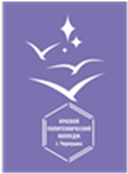 КРАЕВОЙ
ПОЛИТЕХНИЧЕСКИЙ
КОЛЛЕДЖ
г. Чернушка